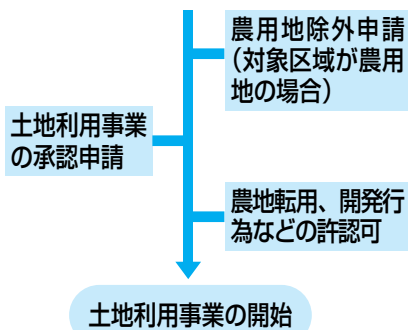 農用地除外申請
（対象区域が農用
地の場合）
土地利用事業
の承認申請
農地転用、開発行
為などの許認可
土地利用事業の開始